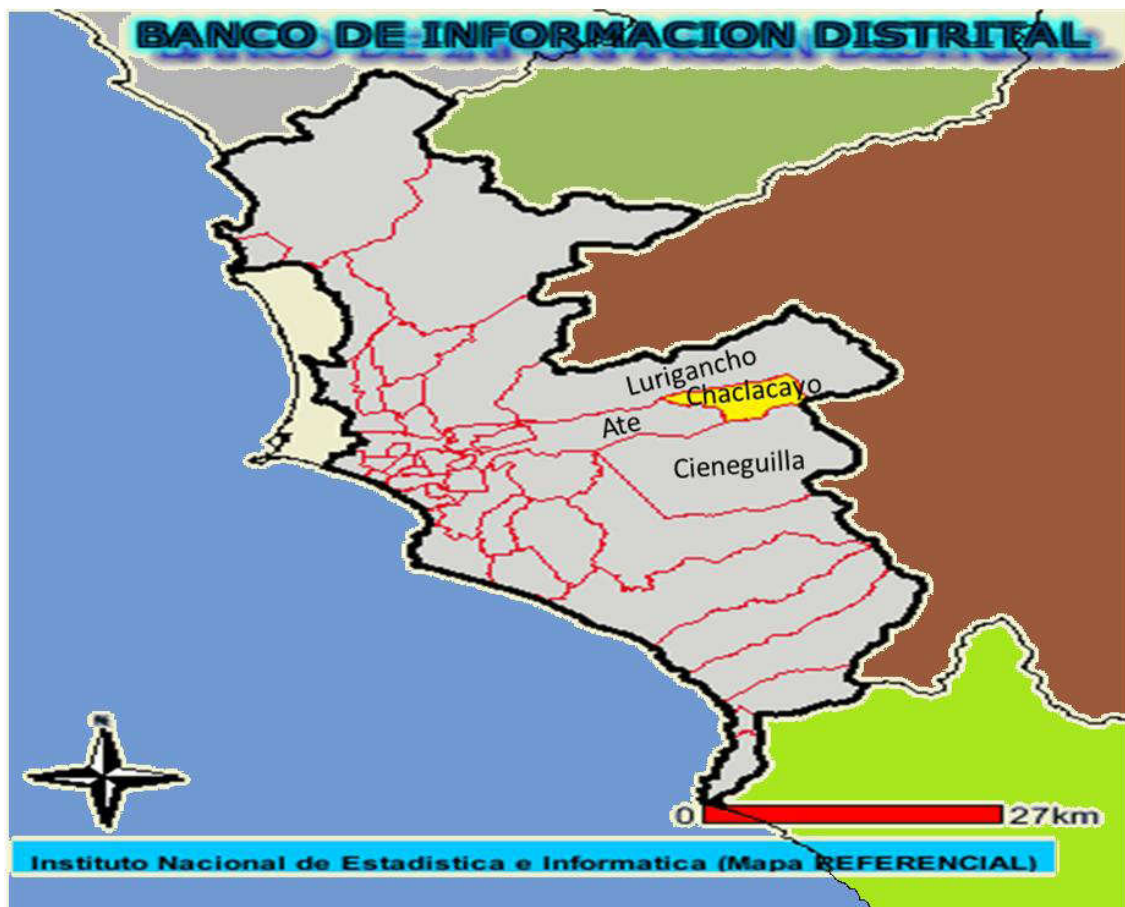 BANCO DE INFORMACION DISTRITAL
Lurigancho
Chaclacayo
Ate
Cieneguilla
N
0 27km
Instituto Nacional de Estadistica e Informatica (Mapa REFERENCIAL)